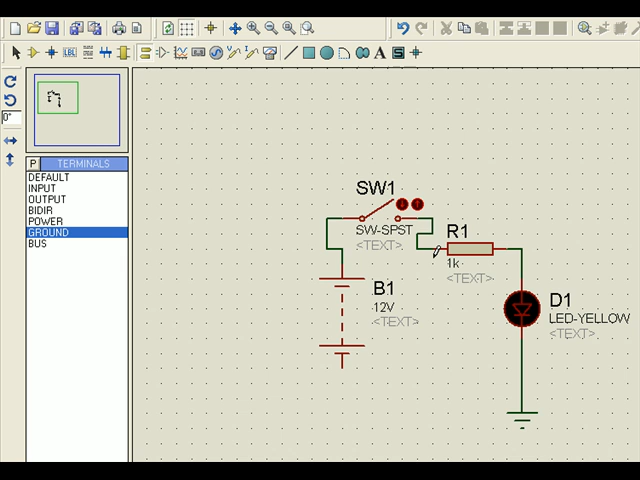 LBL
A
S
0°
P
TERMINALS
DEFAULT
INPUT
OUTPUT
BIDIR
POWER
GROUND
BUS
SW1
SW-SPST
<TEXT>
R1
1k
<TEXT>
B1
12V
<TEXT>
D1
LED-YELLOW
<TEXT>